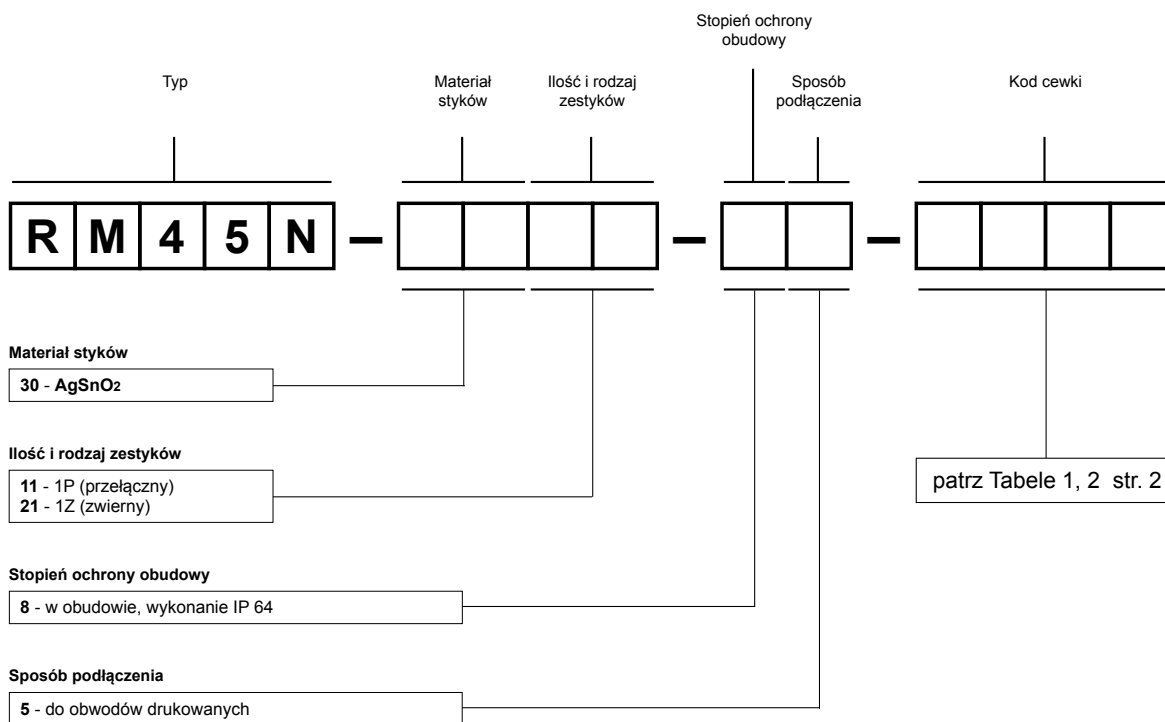 Stopień ochrony
obudowy
Typ
Materiał
styków
Ilość i rodzaj
zestyków
Sposób
podłączenia
Kod cewki
R M 4 5 N – – –
Materiał styków
30 - AgSnO2
Ilość i rodzaj zestyków
11 - 1P (przełączny)
21 - 1Z (zwierny)
patrz Tabele 1, 2 str. 2
Stopień ochrony obudowy
8 - w obudowie, wykonanie IP 64
Sposób podłączenia
5 - do obwodów drukowanych